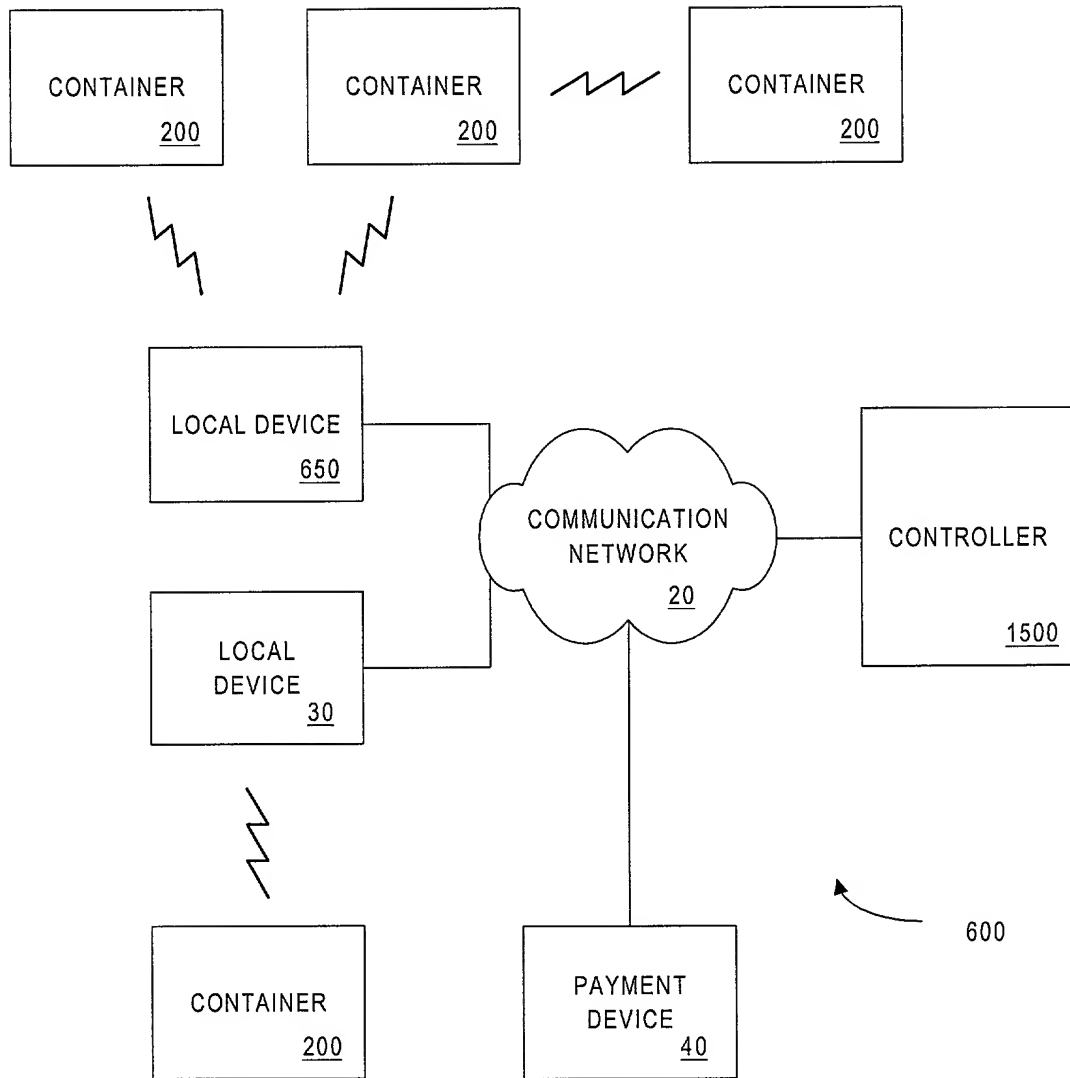 CONTAINER
200
CONTAINER
200
CONTAINER
200
LOCAL DEVICE
650
COMMUNICATION
NETWORK
20
CONTROLLER
1500
LOCAL
DEVICE
30
600
CONTAINER
200
PAYMENT
DEVICE
40